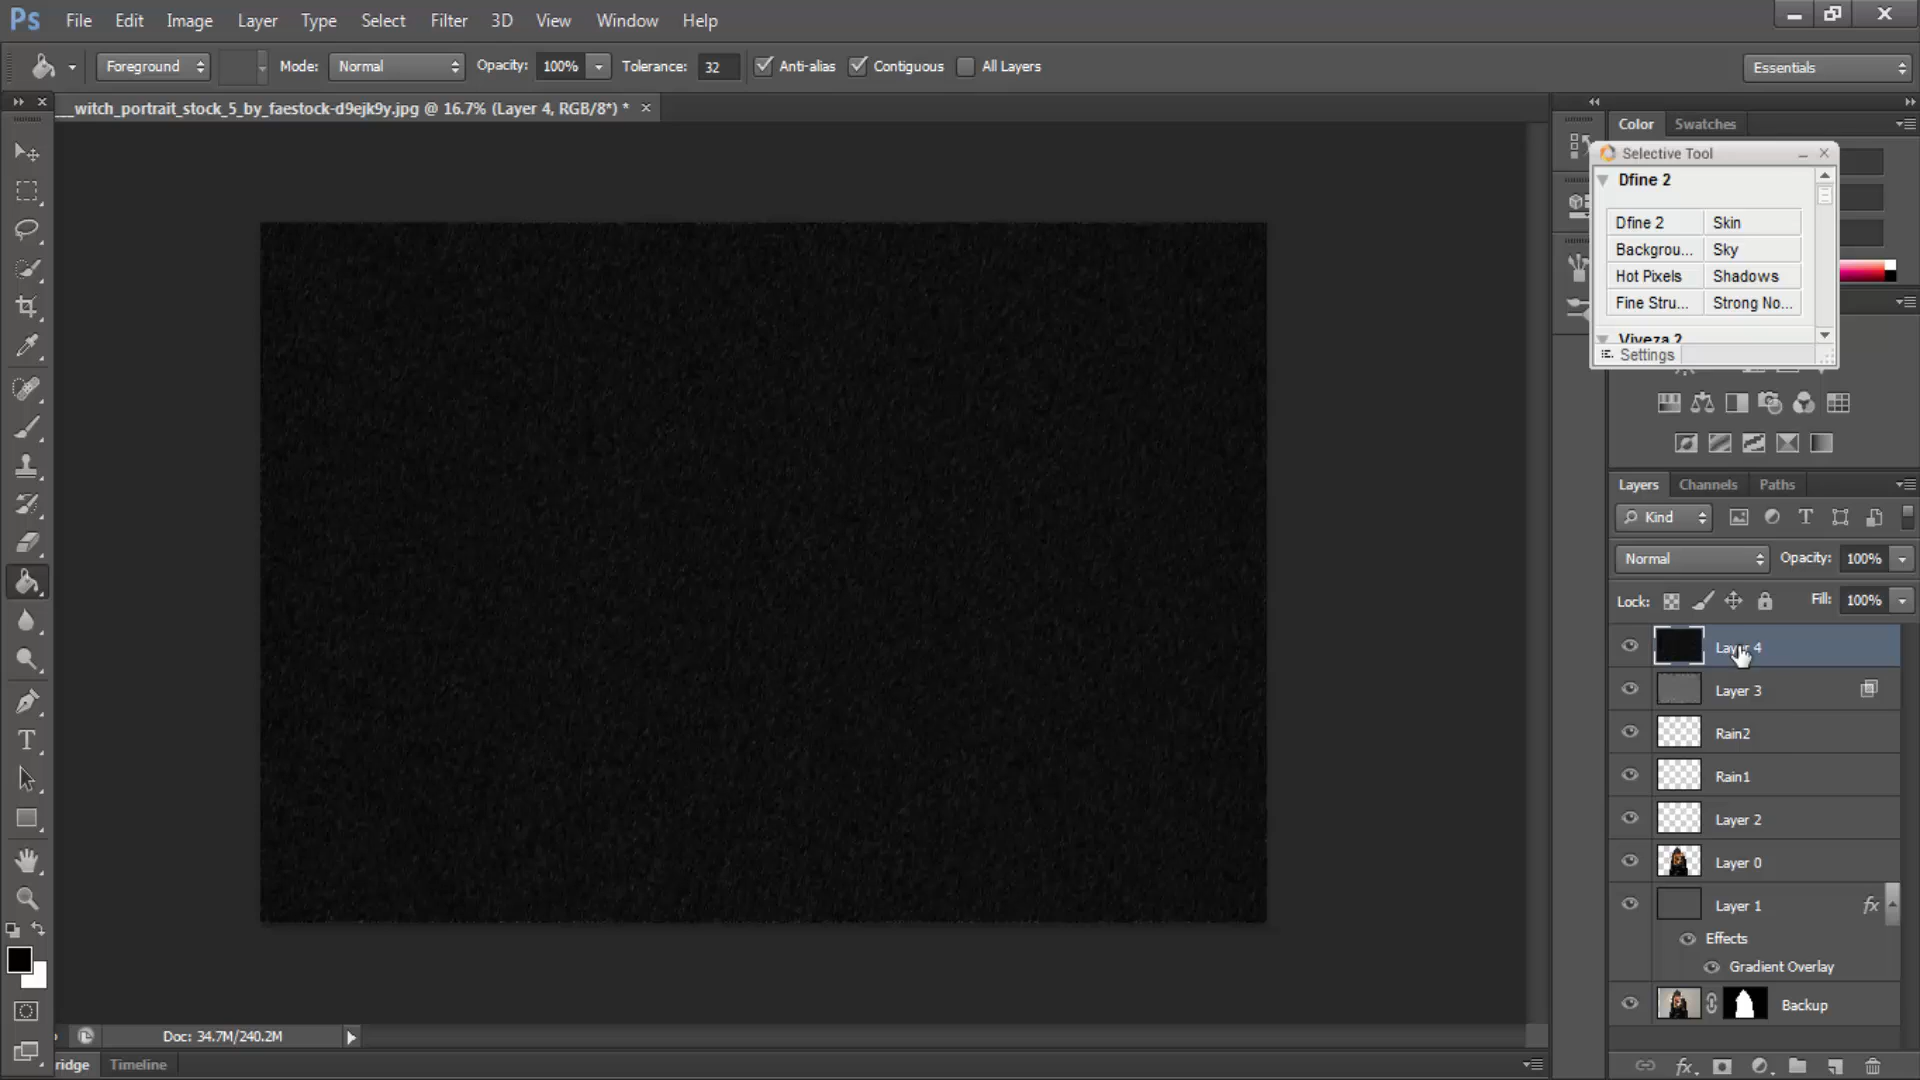 Ps File Edit Image Layer Type Select Filter 3D View Window Help
Foreground Mode: Normal Opacity: 100% Tolerance: 32 Anti-alias Contiguous All Layers Essentials
__witch_portrait_stock_5_by_faestock-d9ejk9y.jpg @ 16.7% (Layer 4, RGB/8*) *
Color Swatches
Selective Tool
Dfine 2
Dfine 2 Skin
Backgrou... Sky
Hot Pixels Shadows
Fine Stru... Strong No...
Viveza 2
Settings
Layers Channels Paths
Kind
Normal Opacity: 100%
Lock: Fill: 100%
Layer 4
Layer 3
Rain2
Rain1
Layer 2
Layer 0
Layer 1 fx
Effects
Gradient Overlay
Backup
Doc: 34.7M/240.2M
ridge Timeline
fx